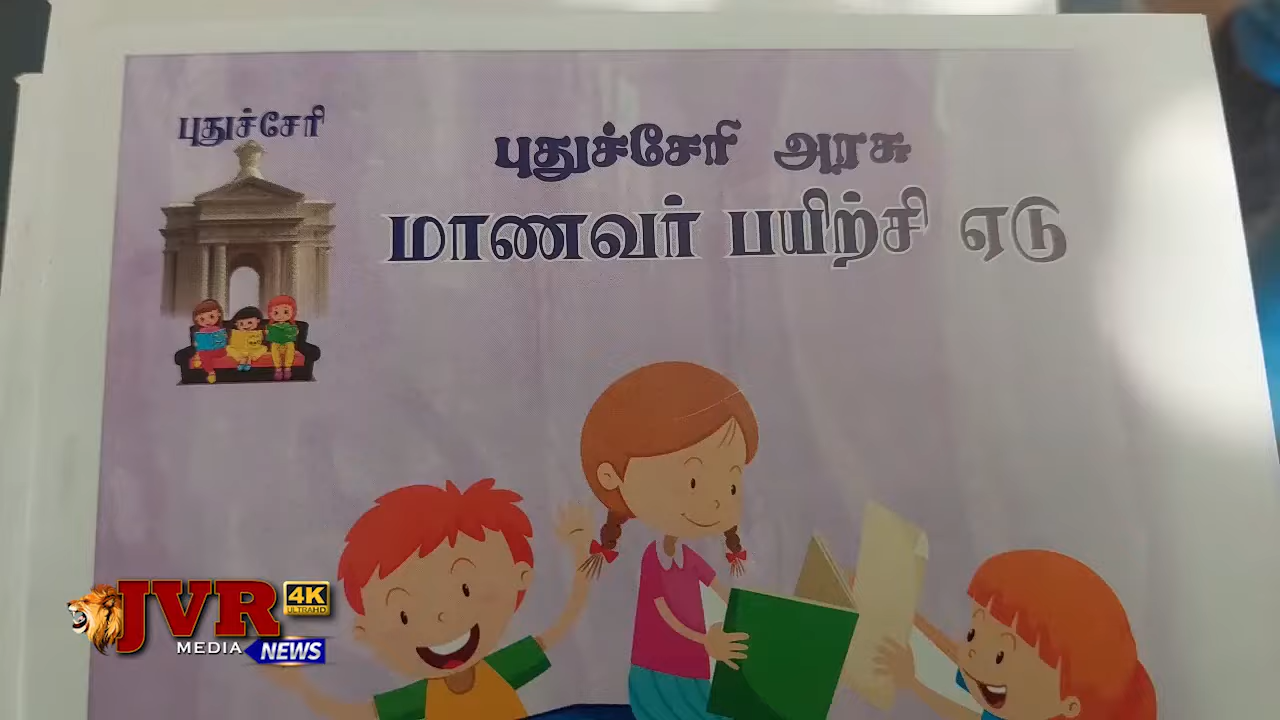 புதுச்சேரி
புதுச்சேரி அரசு
மாணவர் பயிற்சி ஏடு
JVR
4K
ULTRAHD
MEDIA
NEWS